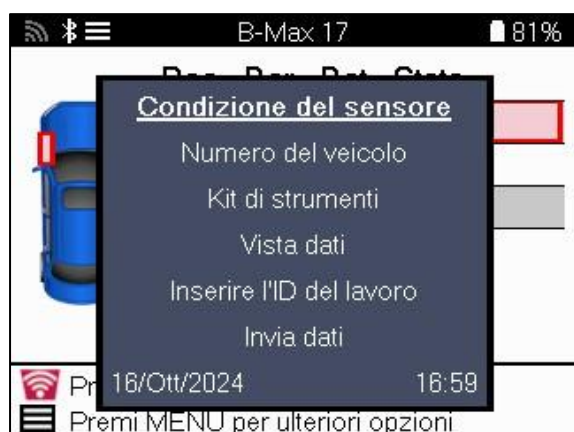 B-Max 17 81%
Condizione del sensore
Numero del veicolo
Kit di strumenti
Vista dati
Inserire l'ID del lavoro
Invia dati
16/Ott/2024 16:59
Premi MENU per ulteriori opzioni